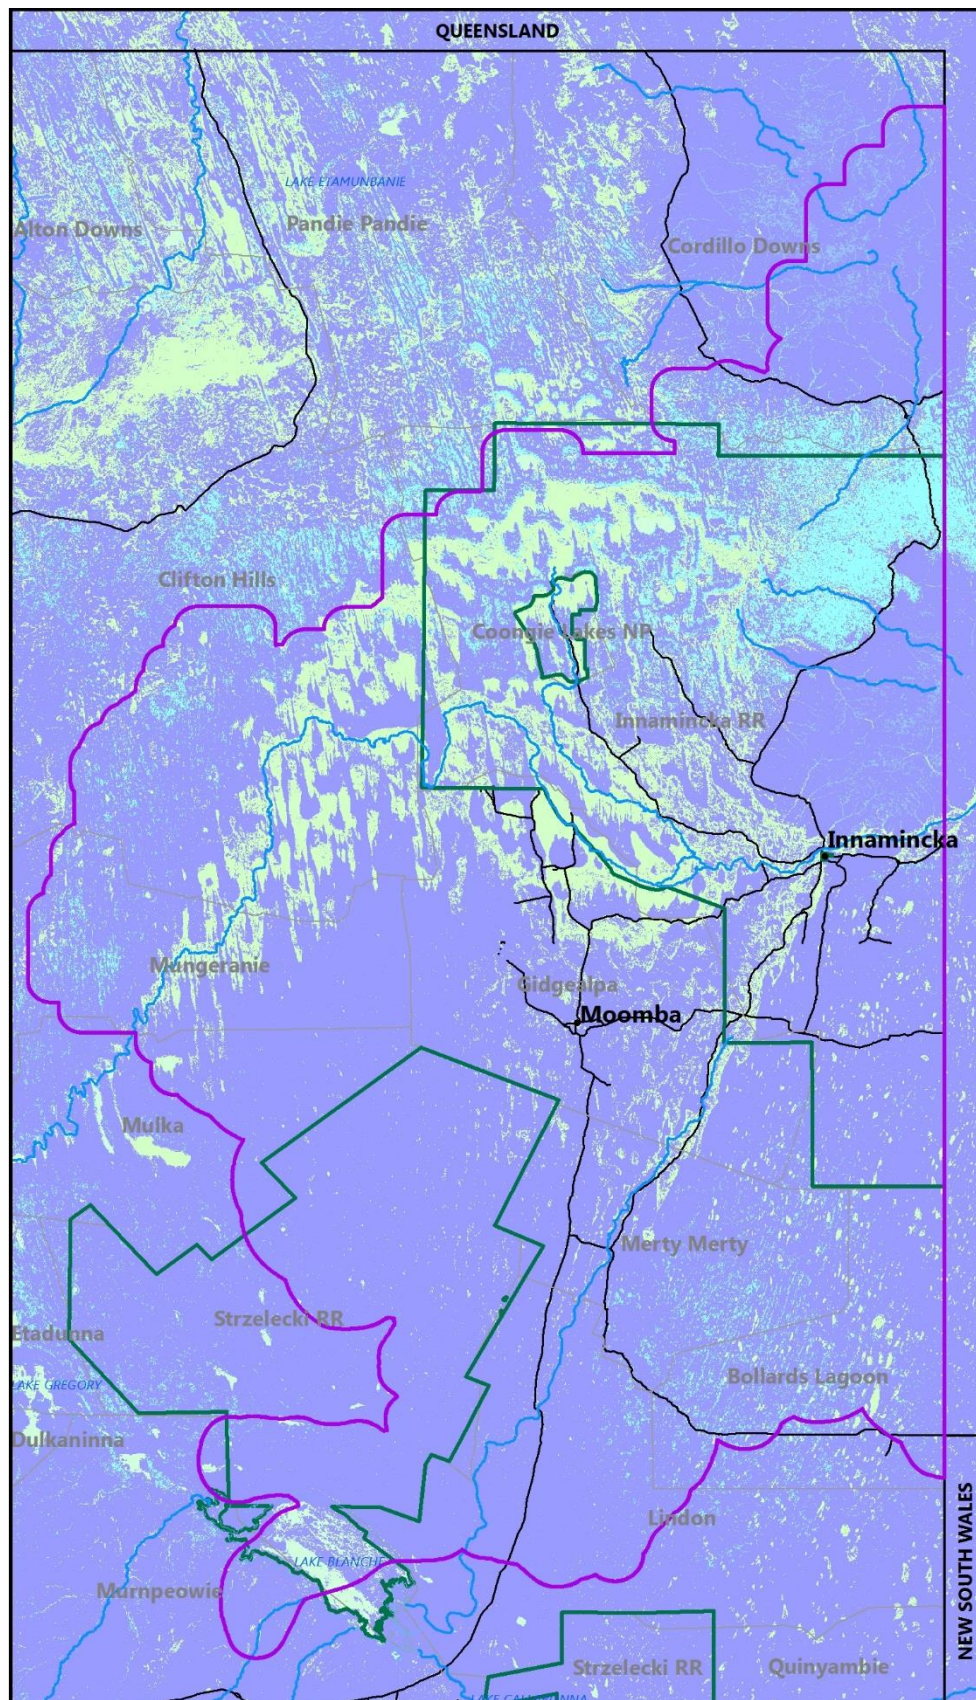 QUEENSLAND
LAKE ETAMUNBANIE
Alton Downs
Pandie Pandie
Cordillo Downs
Clifton Hills
Coongie Lakes NP
Innamincka RR
Innamincka
Mungeranie
Gidgealpa
Moomba
Mulka
Merty Merty
Strzelecki RR
Etadunna
LAKE GREGORY
Bollards Lagoon
Dulkaninna
Lindon
NEW SOUTH WALES
LAKE BLANCHE
Murnpeowie
Strzelecki RR
Quinyambie